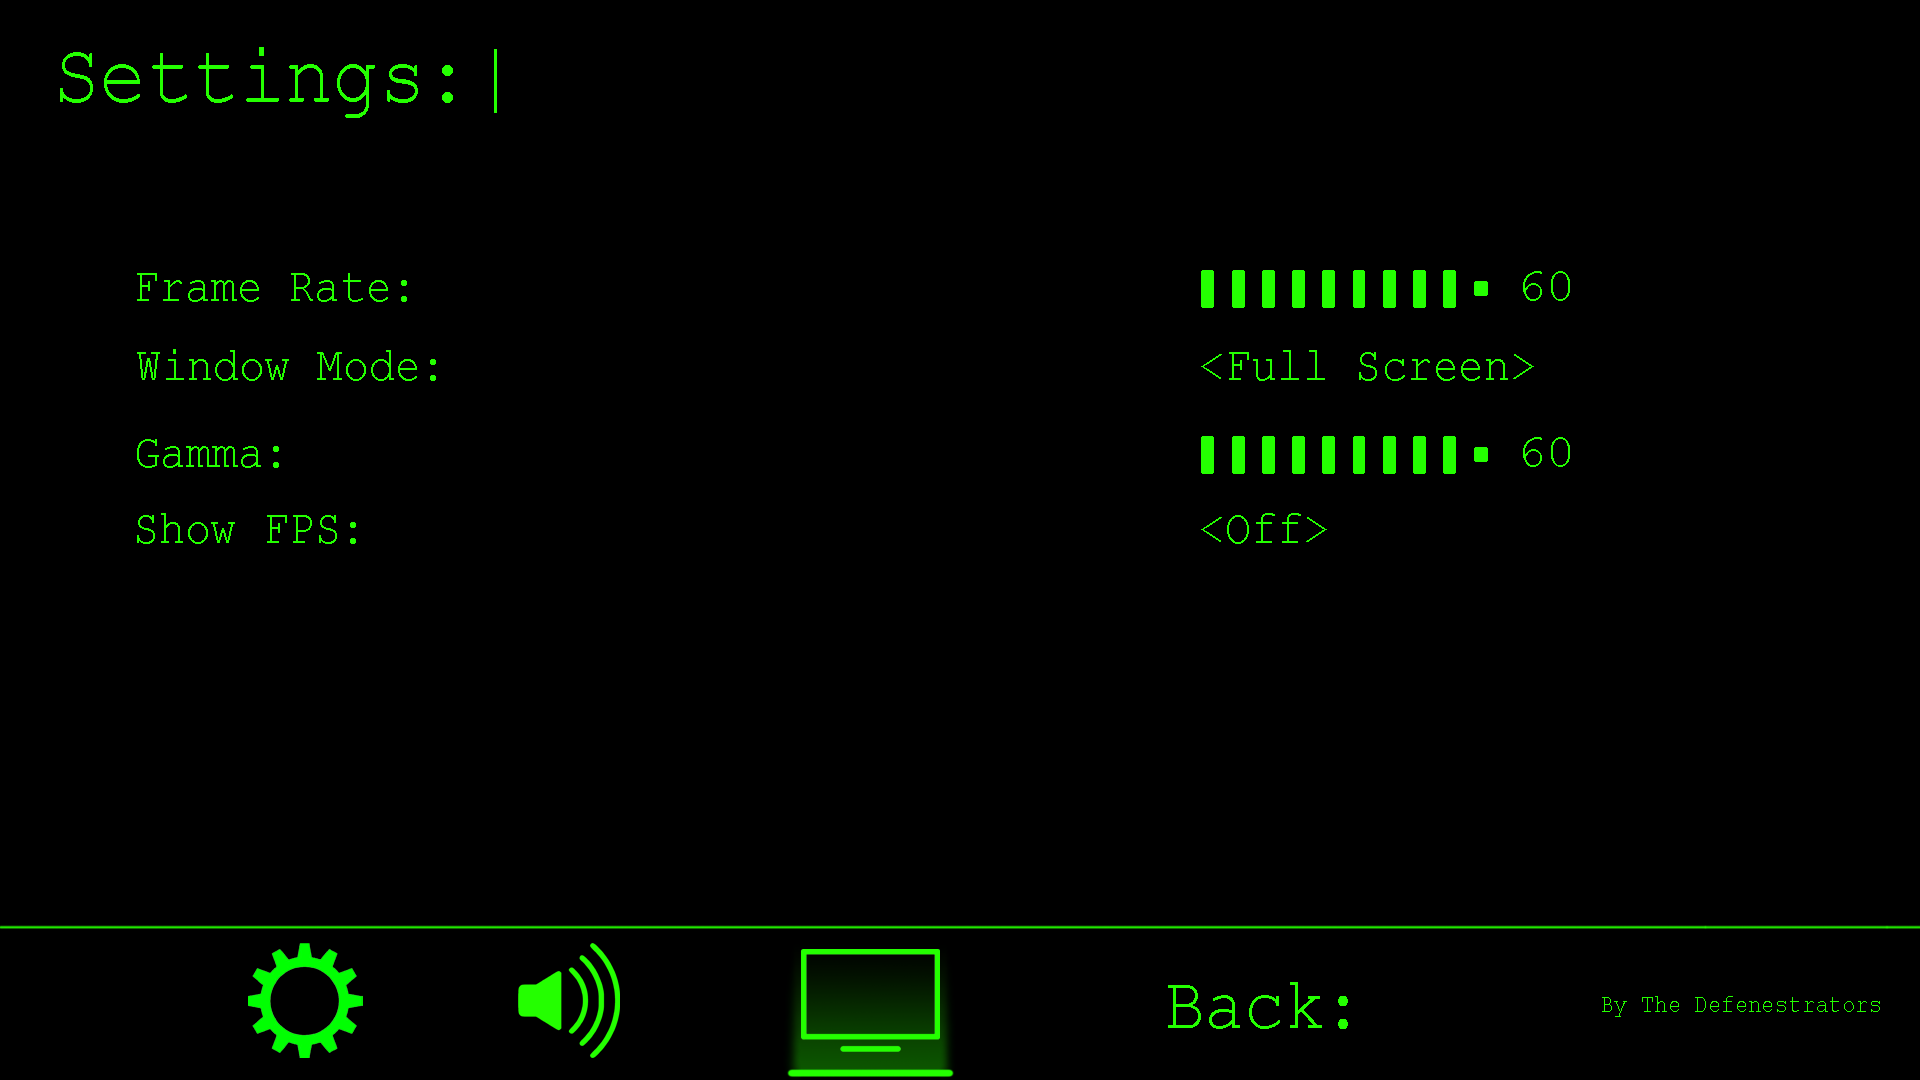 Settings:|
Frame Rate: 60
Window Mode: <Full Screen>
Gamma: 60
Show FPS: <Off>
Back:
By The Defenestrators